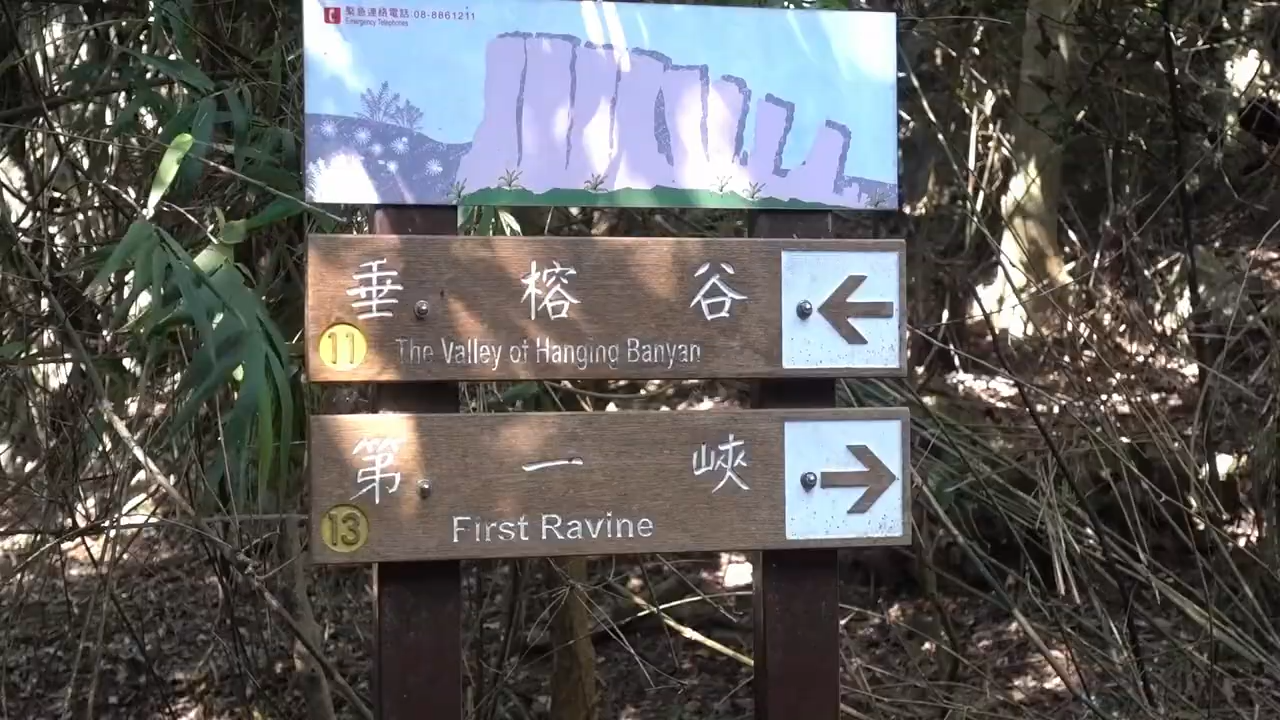 緊急連絡電話:08-8861211
Emergency Telephones
垂榕谷
11 The Valley of Hanging Banyan
第一峽
13 First Ravine